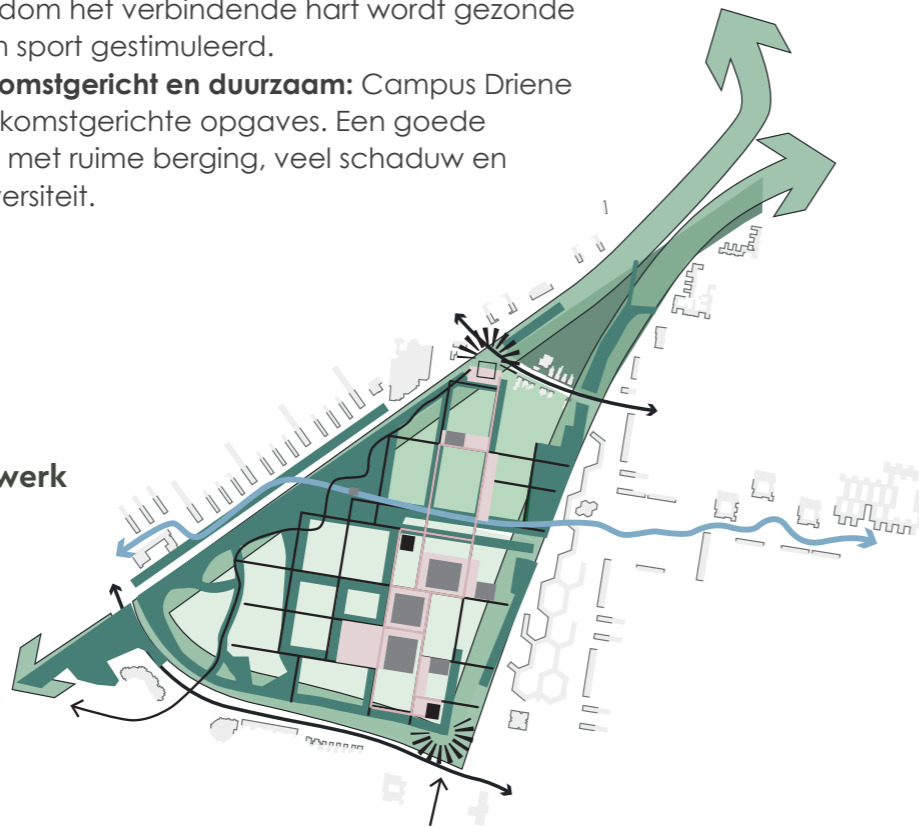 dom het verbindende hart wordt gezonde
n sport gestimuleerd.
omstgericht en duurzaam: Campus Driene
komstgerichte opgaves. Een goede
met ruime berging, veel schaduw en
ersiteit.
werk